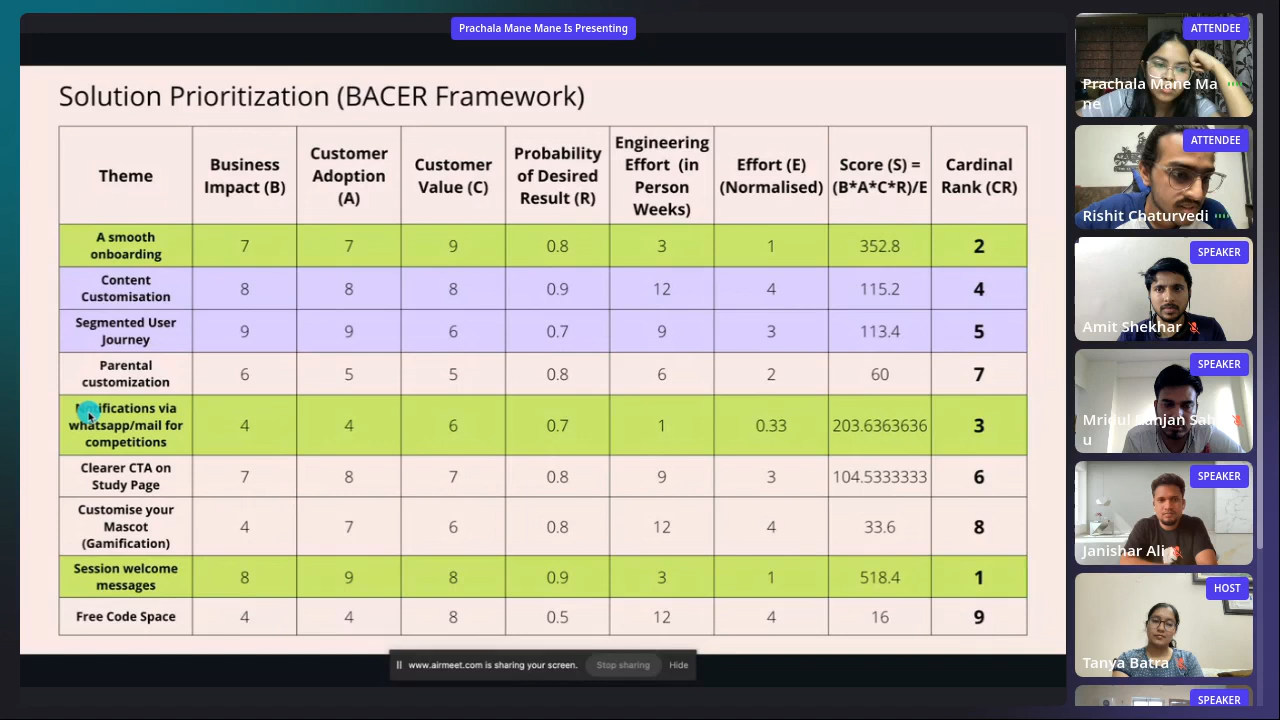 Prachala Mane Mane Is Presenting
Solution Prioritization (BACER Framework)
Theme
Business
Impact (B)
Customer
Adoption
(A)
Customer
Value (C)
Probability
of Desired
Result (R)
Engineering
Effort (in
Person
Weeks)
Effort (E)
(Normalised)
Score (S) =
(B*A*C*R)/E
Cardinal
Rank (CR)
A smooth
onboarding
7 7 9 0.8 3 1 352.8 2
Content
Customisation
8 8 8 0.9 12 4 115.2 4
Segmented User
Journey
9 9 6 0.7 9 3 113.4 5
Parental
customization
6 5 5 0.8 6 2 60 7
Notifications via
whatsapp/mail for
competitions
4 4 6 0.7 1 0.33 203.6363636 3
Clearer CTA on
Study Page
7 8 7 0.8 9 3 104.5333333 6
Customise your
Mascot
(Gamification)
4 7 6 0.8 12 4 33.6 8
Session welcome
messages
8 9 8 0.9 3 1 518.4 1
Free Code Space
4 4 8 0.5 12 4 16 9
www.airmeet.com is sharing your screen.
Stop sharing
Hide
ATTENDEE
Prachala Mane Ma
ne
ATTENDEE
Rishit Chaturvedi
SPEAKER
Amit Shekhar
SPEAKER
Mridul Ranjan Sah
u
SPEAKER
Janishar Ali
HOST
Tanya Batra
SPEAKER